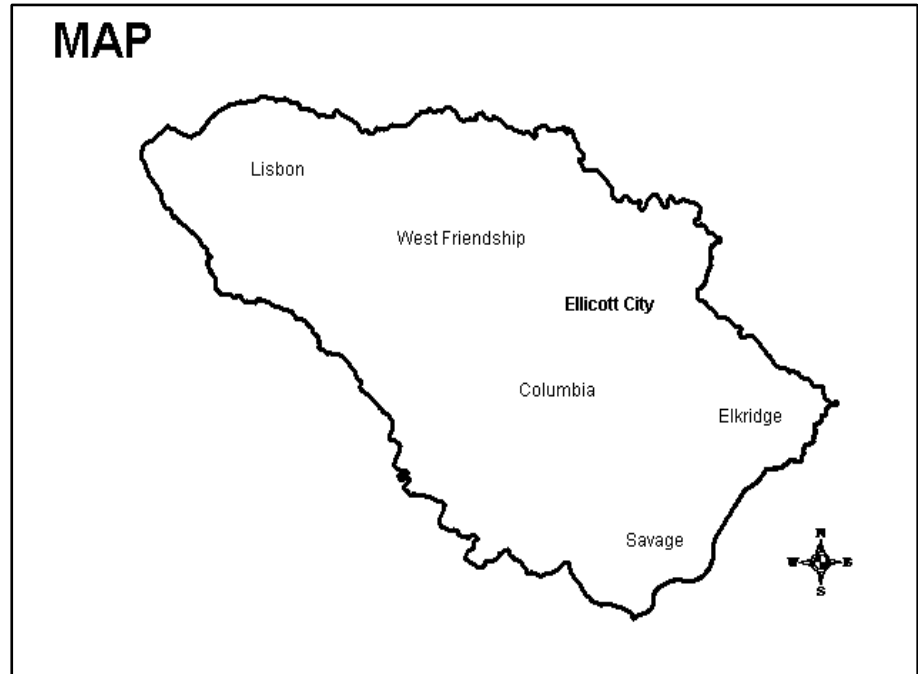 MAP
Lisbon
West Friendship
Ellicott City
Columbia
Elkridge
Savage
N
W E
S